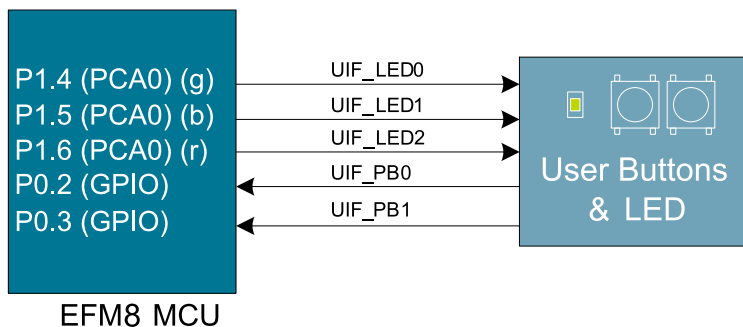 P1.4 (PCA0) (g)
P1.5 (PCA0) (b)
P1.6 (PCA0) (r)
P0.2 (GPIO)
P0.3 (GPIO)
UIF_LED0
UIF_LED1
UIF_LED2
UIF_PB0
UIF_PB1
User Buttons
& LED
EFM8 MCU